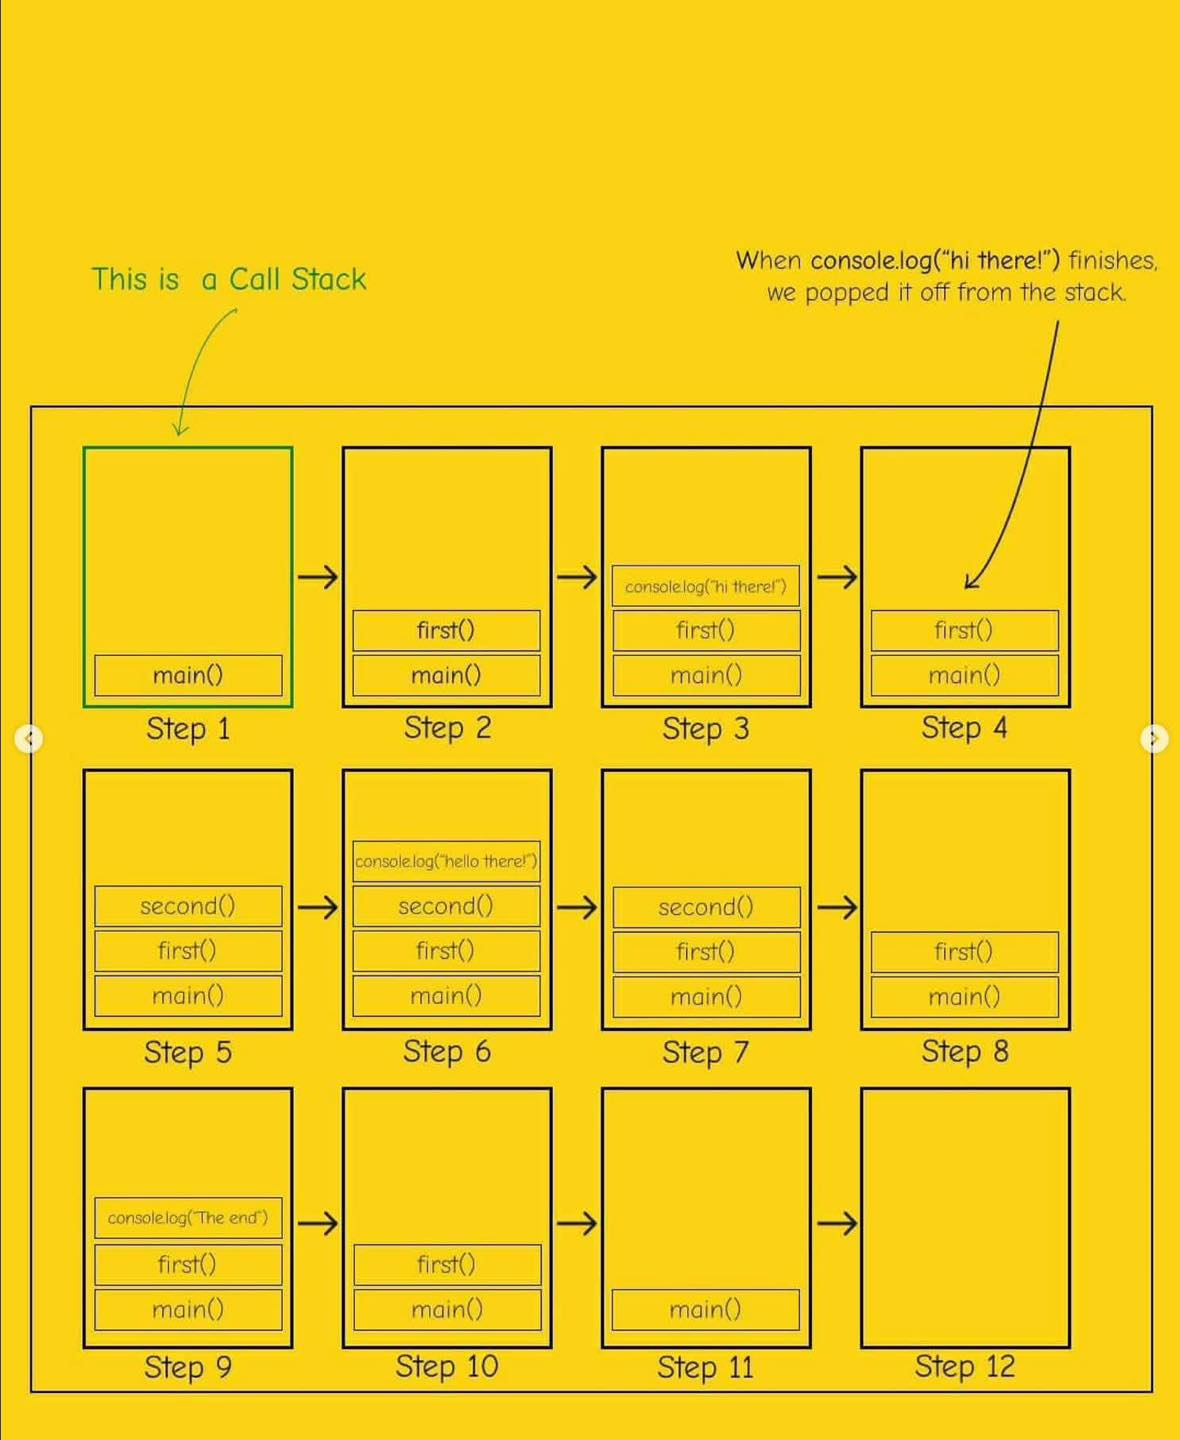 This is a Call Stack
When console.log("hi there!") finishes,
we popped it off from the stack.
main()
Step 1
first()
main()
Step 2
console.log("hi there!")
first()
main()
Step 3
first()
main()
Step 4
second()
first()
main()
Step 5
console.log("hello there!")
second()
first()
main()
Step 6
second()
first()
main()
Step 7
first()
main()
Step 8
console.log("The end")
first()
main()
Step 9
first()
main()
Step 10
main()
Step 11
Step 12